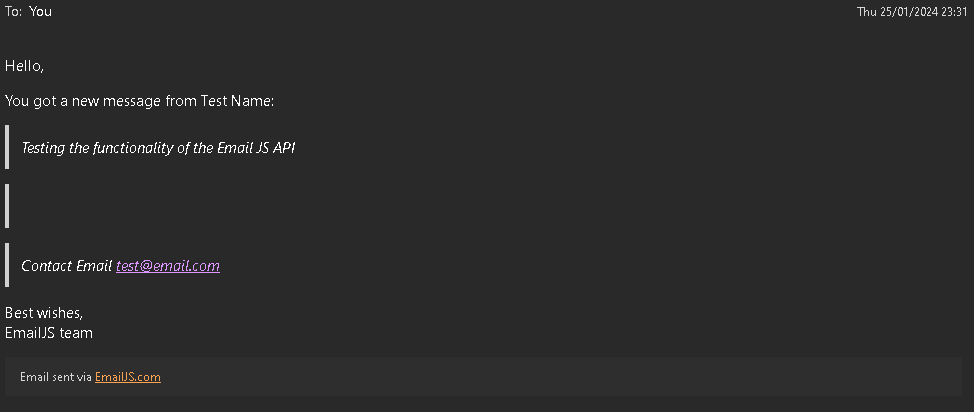 To: You
Thu 25/01/2024 23:31
Hello,
You got a new message from Test Name:
Testing the functionality of the Email JS API
Contact Email test@email.com
Best wishes,
EmailJS team
Email sent via EmailJS.com